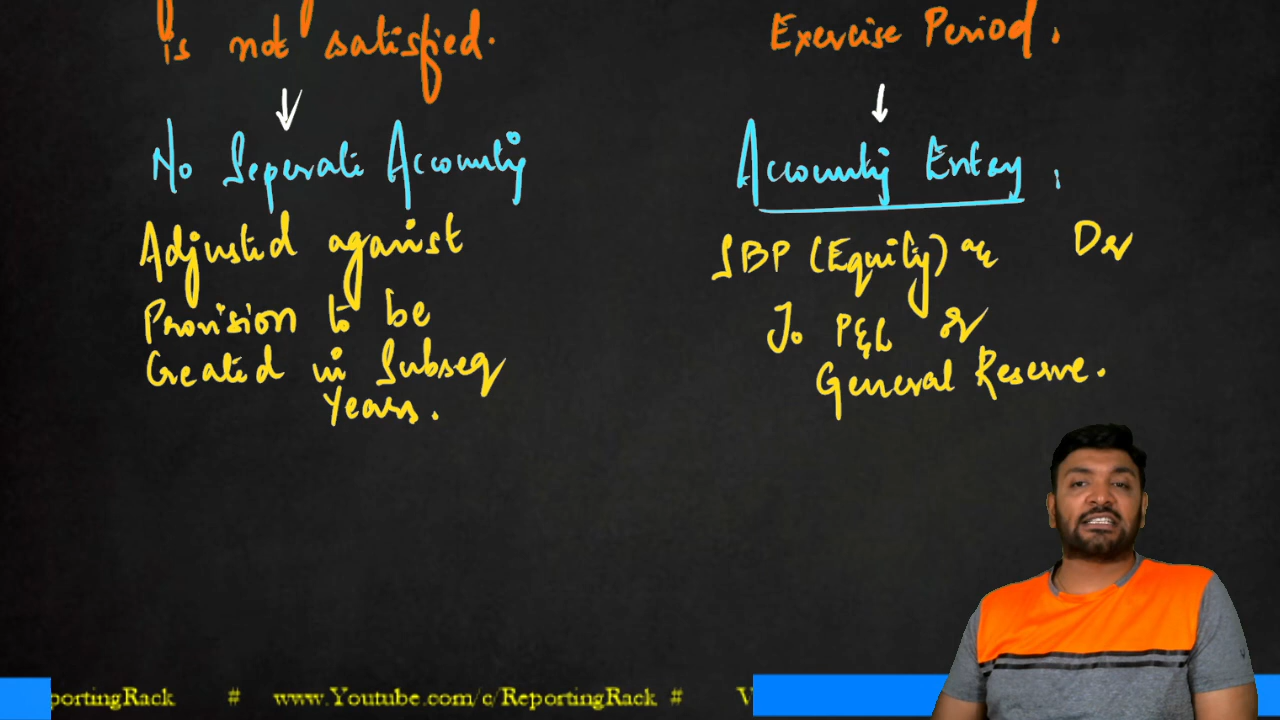 is not satisfied.
No Seperate Accounting
Adjusted against
Provision to be
Created in Subseq
Years.
Exercise Period.
Accounting Entry.
SBP (Equity) a/c Dr
To P&L or
General Reserve.
portingRack # www.Youtube.com/c/ReportingRack # V